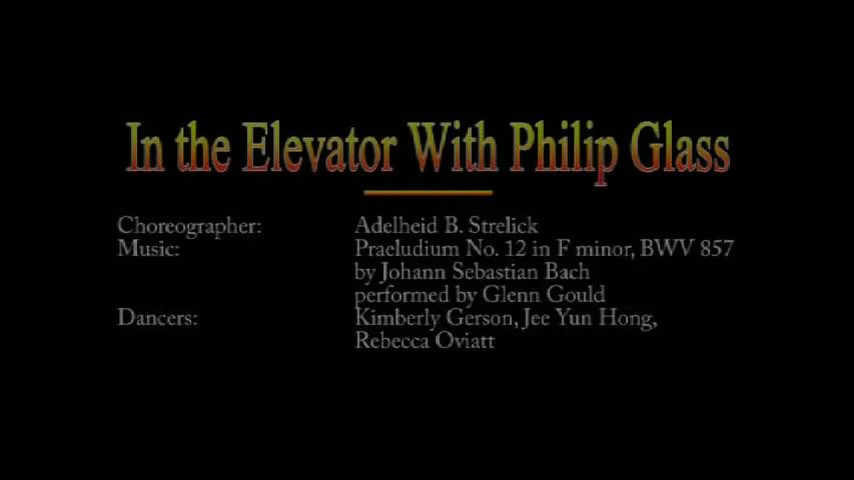 In the Elevator With Philip Glass
Choreographer: Adelheid B. Strelick
Music: Praeludium No. 12 in F minor, BWV 857
by Johann Sebastian Bach
performed by Glenn Gould
Dancers: Kimberly Gerson, Jee Yun Hong,
Rebecca Oviatt